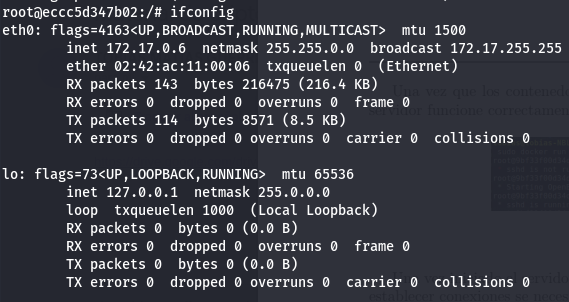 root@eccc5d347b02:/# ifconfig
eth0: flags=4163<UP,BROADCAST,RUNNING,MULTICAST>  mtu 1500
        inet 172.17.0.6  netmask 255.255.0.0  broadcast 172.17.255.255
        ether 02:42:ac:11:00:06  txqueuelen 0  (Ethernet)
        RX packets 143  bytes 216475 (216.4 KB)
        RX errors 0  dropped 0  overruns 0  frame 0
        TX packets 114  bytes 8571 (8.5 KB)
        TX errors 0  dropped 0 overruns 0  carrier 0  collisions 0
lo: flags=73<UP,LOOPBACK,RUNNING>  mtu 65536
        inet 127.0.0.1  netmask 255.0.0.0
        loop  txqueuelen 1000  (Local Loopback)
        RX packets 0  bytes 0 (0.0 B)
        RX errors 0  dropped 0  overruns 0  frame 0
        TX packets 0  bytes 0 (0.0 B)
        TX errors 0  dropped 0 overruns 0  carrier 0  collisions 0